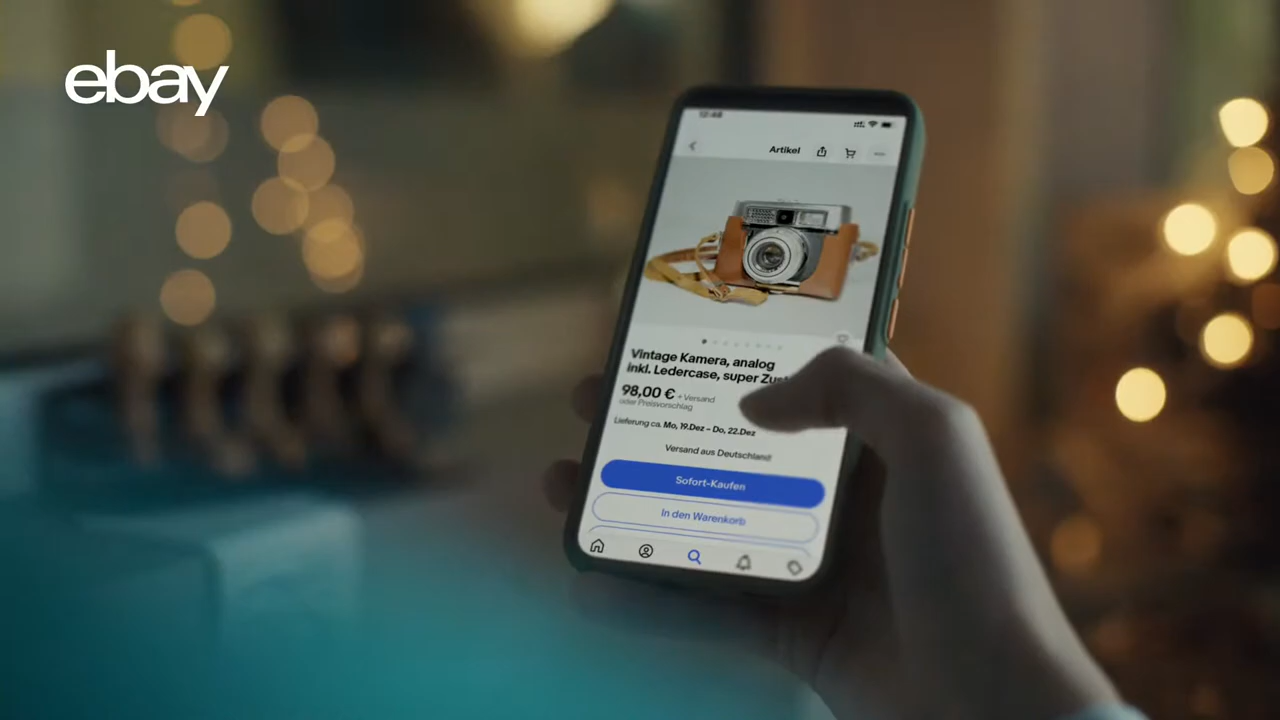 ebay
12:48
Artikel
Vintage Kamera, analog
inkl. Ledercase, super
98,00 € + Versand
oder Preisvorschlag
Lieferung ca. Mo, 19.Dez – Do, 22.Dez
Versand aus Deutschland
Sofort-Kaufen
In den Warenkorb